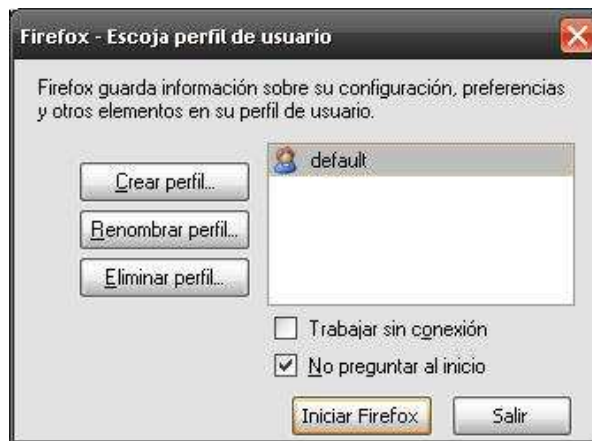 Firefox - Escoja perfil de usuario
Firefox guarda información sobre su configuración, preferencias
y otros elementos en su perfil de usuario.
default
Crear perfil...
Renombrar perfil...
Eliminar perfil...
Trabajar sin conexión
No preguntar al inicio
Iniciar Firefox
Salir